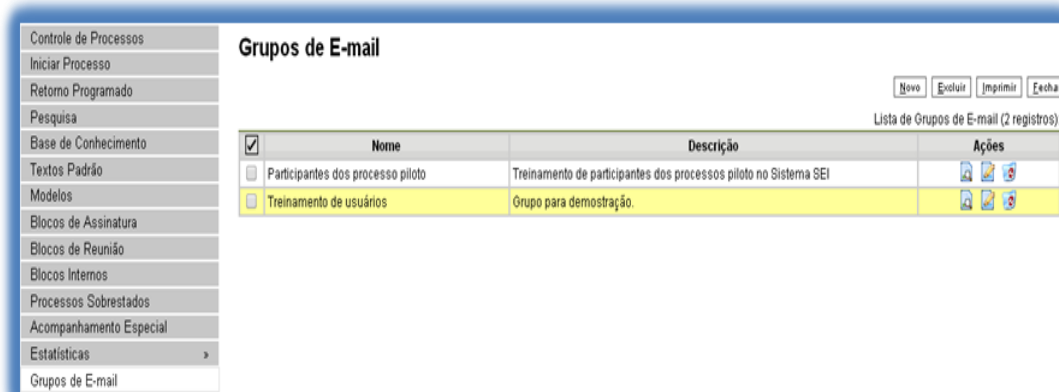 Controle de Processos
Iniciar Processo
Retorno Programado
Pesquisa
Base de Conhecimento
Textos Padrão
Modelos
Blocos de Assinatura
Blocos de Reunião
Blocos Internos
Processos Sobrestados
Acompanhamento Especial
Estatísticas »
Grupos de E-mail
Grupos de E-mail
Novo Excluir Imprimir Fecha
Lista de Grupos de E-mail (2 registros)
Nome Descrição Ações
Participantes dos processo piloto Treinamento de participantes dos processos piloto no Sistema SEI
Treinamento de usuários Grupo para demostração.